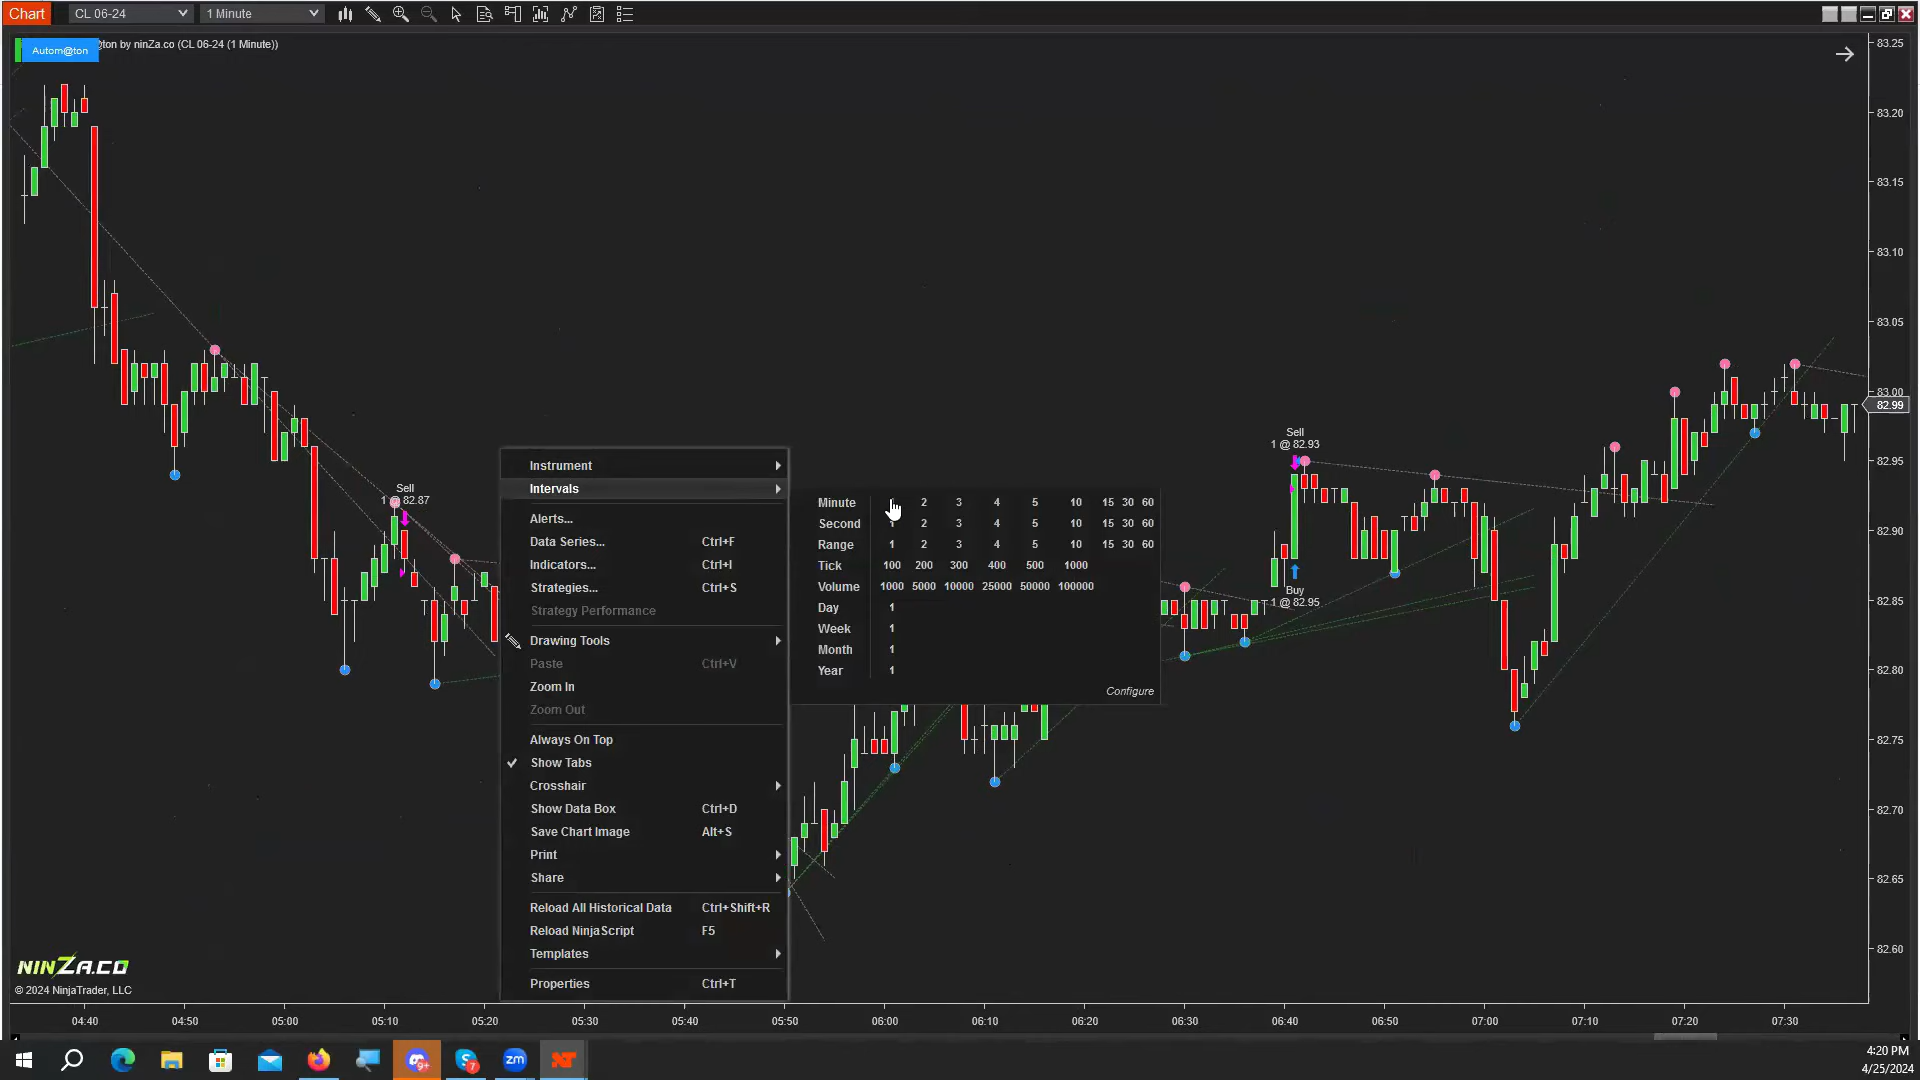 Chart CL 06-24 1 Minute
Autom@ton @ton by ninZa.co (CL 06-24 (1 Minute))
83.25
83.20
83.15
83.10
83.05
83.00
82.99
82.95
82.90
82.85
82.80
82.75
82.70
82.65
82.60
Sell
1 @ 82.87
Sell
1 @ 82.93
Buy
1 @ 82.95
Instrument
Intervals
Alerts...
Data Series... Ctrl+F
Indicators... Ctrl+I
Strategies... Ctrl+S
Strategy Performance
Drawing Tools
Paste Ctrl+V
Zoom In
Zoom Out
Always On Top
Show Tabs
Crosshair
Show Data Box Ctrl+D
Save Chart Image Alt+S
Print
Share
Reload All Historical Data Ctrl+Shift+R
Reload NinjaScript F5
Templates
Properties Ctrl+T
Minute 2 3 4 5 10 15 30 60
Second 1 2 3 4 5 10 15 30 60
Range 1 2 3 4 5 10 15 30 60
Tick 100 200 300 400 500 1000
Volume 1000 5000 10000 25000 50000 100000
Day 1
Week 1
Month 1
Year 1
Configure
NINZA.CO
© 2024 NinjaTrader, LLC
04:40 04:50 05:00 05:10 05:20 05:30 05:40 05:50 06:00 06:10 06:20 06:30 06:40 06:50 07:00 07:10 07:20 07:30
9+ S 7 zm
4:20 PM
4/25/2024